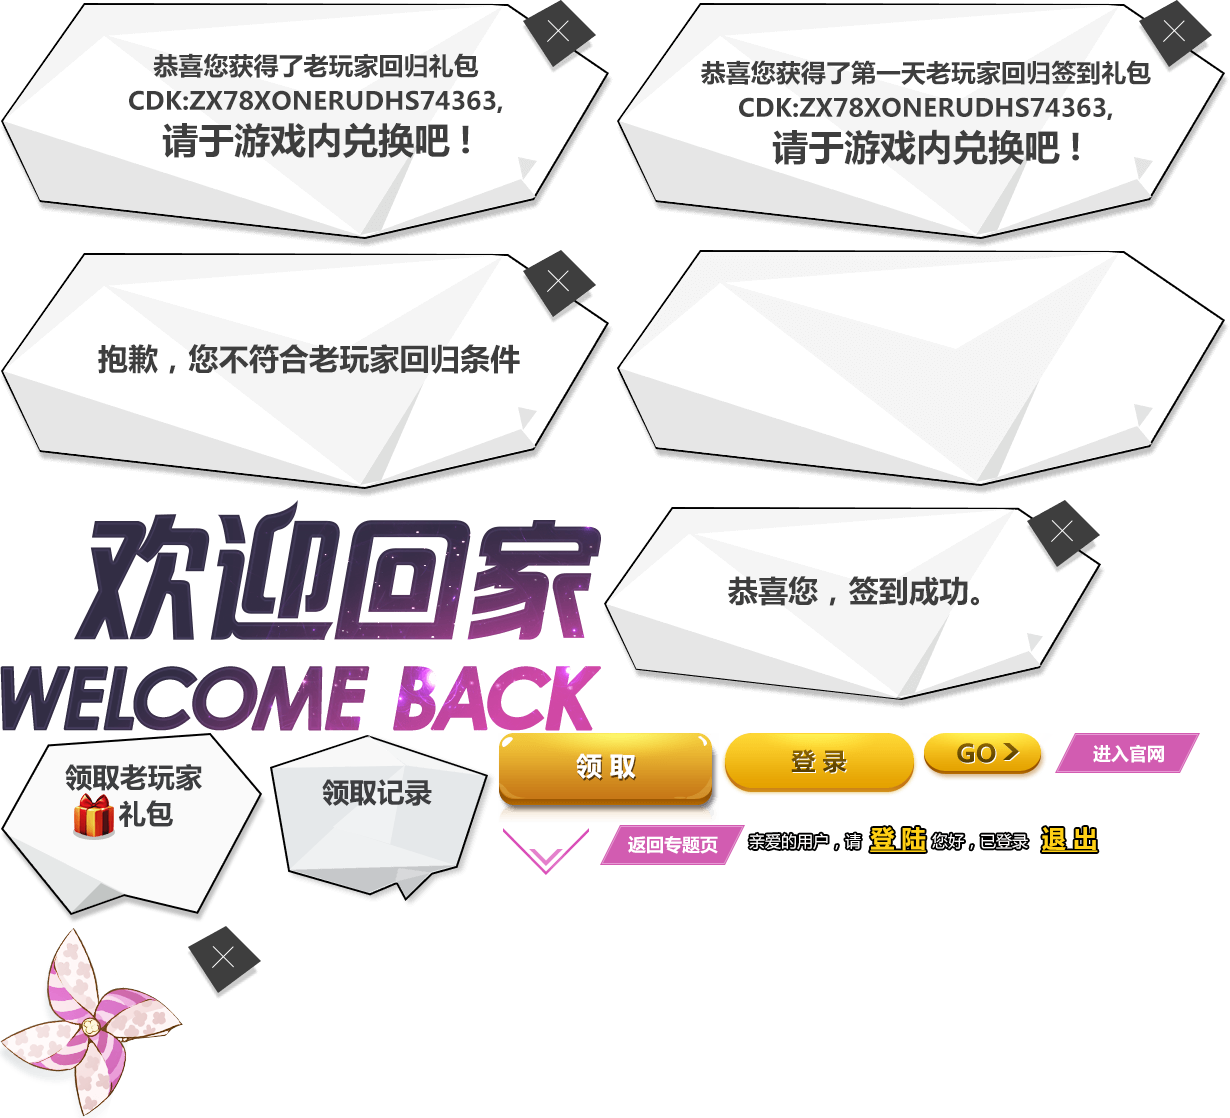 恭喜您获得了老玩家回归礼包
CDK:ZX78XONERUDHS74363,
请于游戏内兑换吧！
恭喜您获得了第一天老玩家回归签到礼包
CDK:ZX78XONERUDHS74363,
请于游戏内兑换吧！
抱歉，您不符合老玩家回归条件
欢迎回家
WELCOME BACK
恭喜您，签到成功。
领取老玩家
礼包
领取记录
领 取
登 录
GO
进入官网
返回专题页
亲爱的用户，请 登 陆 您好，已登录 退 出